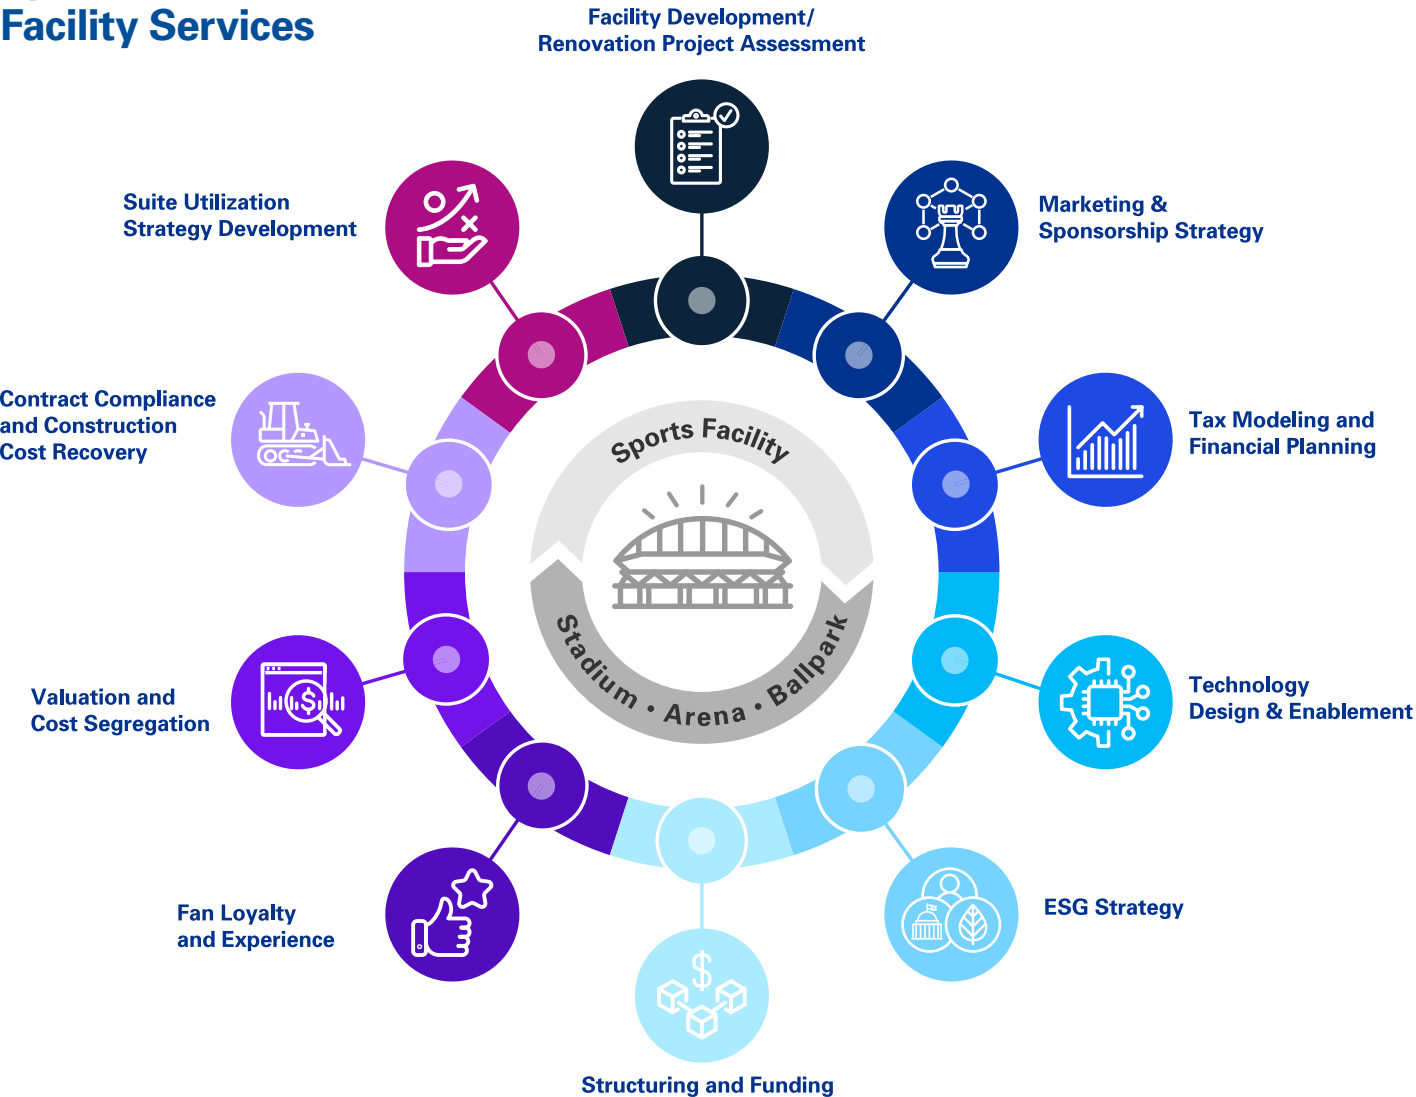 Facility Services
Facility Development/
Renovation Project Assessment
Marketing &
Sponsorship Strategy
Tax Modeling and
Financial Planning
Technology
Design & Enablement
ESG Strategy
Structuring and Funding
Fan Loyalty
and Experience
Valuation and
Cost Segregation
Contract Compliance
and Construction
Cost Recovery
Suite Utilization
Strategy Development
Sports Facility
Stadium • Arena • Ballpark
$
$